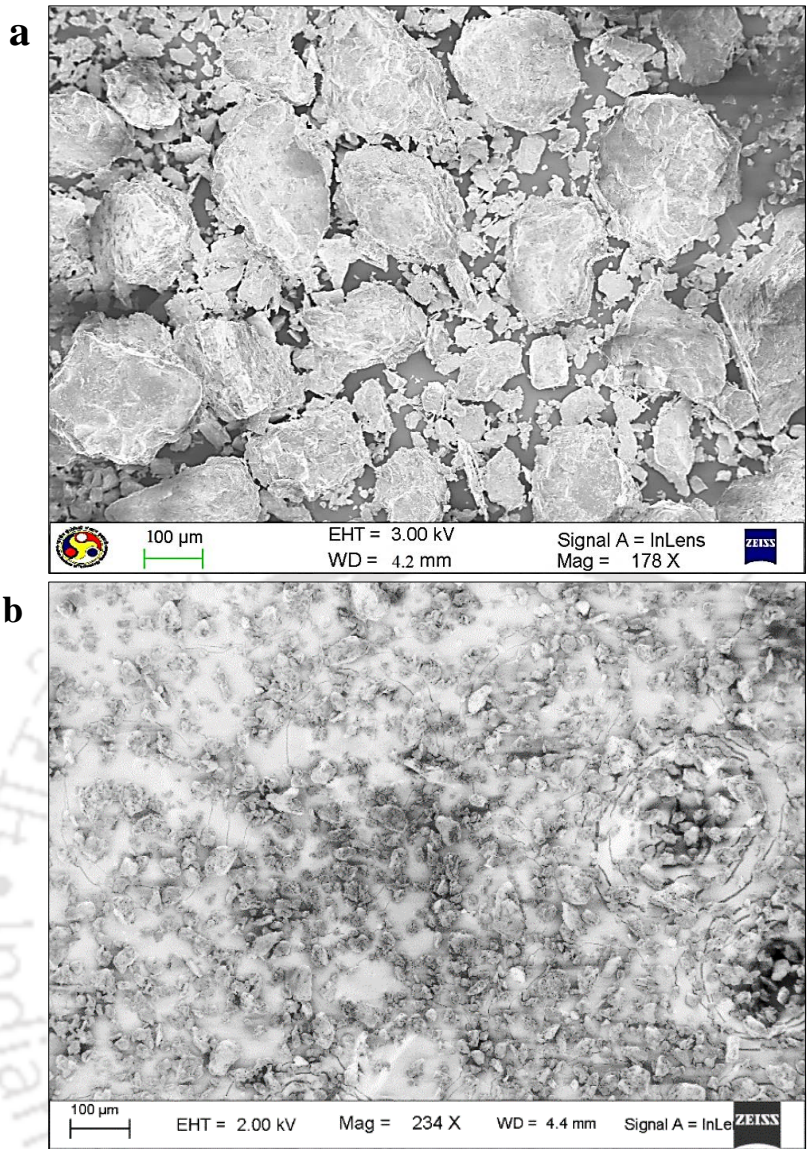 a
100 µm
EHT = 3.00 kV
WD = 4.2 mm
Signal A = InLens
Mag = 178 X
ZEISS
b
100 µm
EHT = 2.00 kV
Mag = 234 X
WD = 4.4 mm
Signal A = InLe
ZEISS
Indian